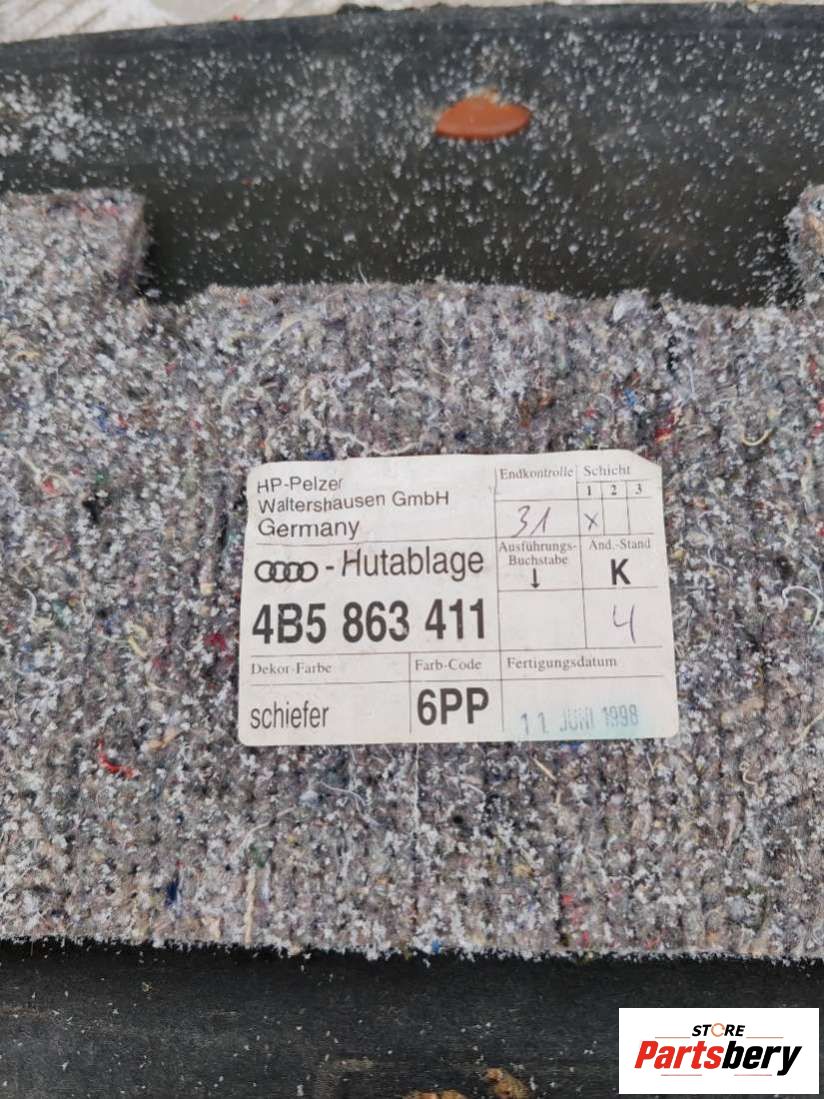 HP-Pelzer
Waltershausen GmbH
Germany
- Hutablage
4B5 863 411
Dekor-Farbe
schiefer
Farb-Code
6PP
Endkontrolle
31
Schicht
1 2 3
x
Ausführungs-
Buchstabe
↓
Änd.-Stand
K
4
Fertigungsdatum
11. JUNI 1998
STORE
Partsbery